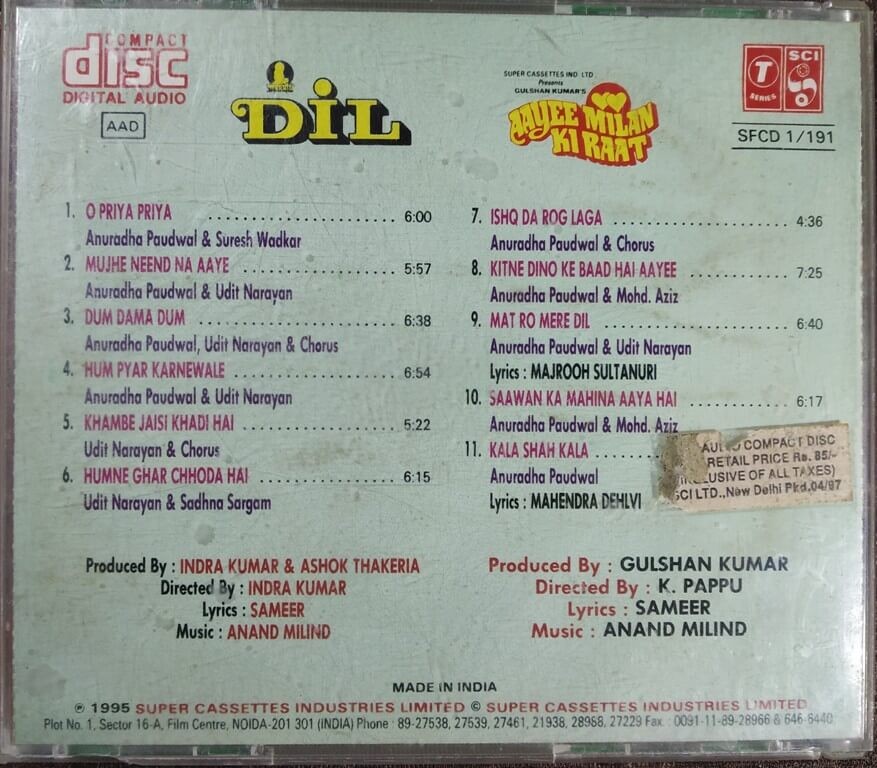 COMPACT
disc
DIGITAL AUDIO
AAD
DIL
SUPER CASSETTES IND. LTD.
Presents
GULSHAN KUMAR'S
AAYEE MILAN
KI RAAT
T
SERIES
SCI
SFCD 1/191
1. O PRIYA PRIYA .......................... 6:00
Anuradha Paudwal & Suresh Wadkar
2. MUJHE NEEND NA AAYE .................... 5:57
Anuradha Paudwal & Udit Narayan
3. DUM DAMA DUM ........................... 6:38
Anuradha Paudwal, Udit Narayan & Chorus
4. HUM PYAR KARNEWALE ..................... 6:54
Anuradha Paudwal & Udit Narayan
5. KHAMBE JAISI KHADI HAI ................. 5:22
Udit Narayan & Chorus
6. HUMNE GHAR CHHODA HAI .................. 6:15
Udit Narayan & Sadhna Sargam
7. ISHQ DA ROG LAGA ....................... 4:36
Anuradha Paudwal & Chorus
8. KITNE DINO KE BAAD HAI AAYEE ........... 7:25
Anuradha Paudwal & Mohd. Aziz
9. MAT RO MERE DIL ........................ 6:40
Anuradha Paudwal & Udit Narayan
Lyrics : MAJROOH SULTANURI
10. SAAWAN KA MAHINA AAYA HAI ............. 6:17
Anuradha Paudwal & Mohd. Aziz
11. KALA SHAH KALA .........
Anuradha Paudwal
Lyrics : MAHENDRA DEHLVI
COMPACT DISC
RETAIL PRICE Rs. 85/-
OF ALL TAXES)
LTD.,New Delhi Pkd.04/97
Produced By : INDRA KUMAR & ASHOK THAKERIA
Directed By : INDRA KUMAR
Lyrics : SAMEER
Music : ANAND MILIND
Produced By : GULSHAN KUMAR
Directed By : K. PAPPU
Lyrics : SAMEER
Music : ANAND MILIND
MADE IN INDIA
℗ 1995 SUPER CASSETTES INDUSTRIES LIMITED © SUPER CASSETTES INDUSTRIES LIMITED
Plot No. 1, Sector 16-A, Film Centre, NOIDA-201 301 (INDIA) Phone : 89-27538, 27539, 27461, 21938, 28988, 27229 Fax : 0091-11-89-28966 & 646-6440